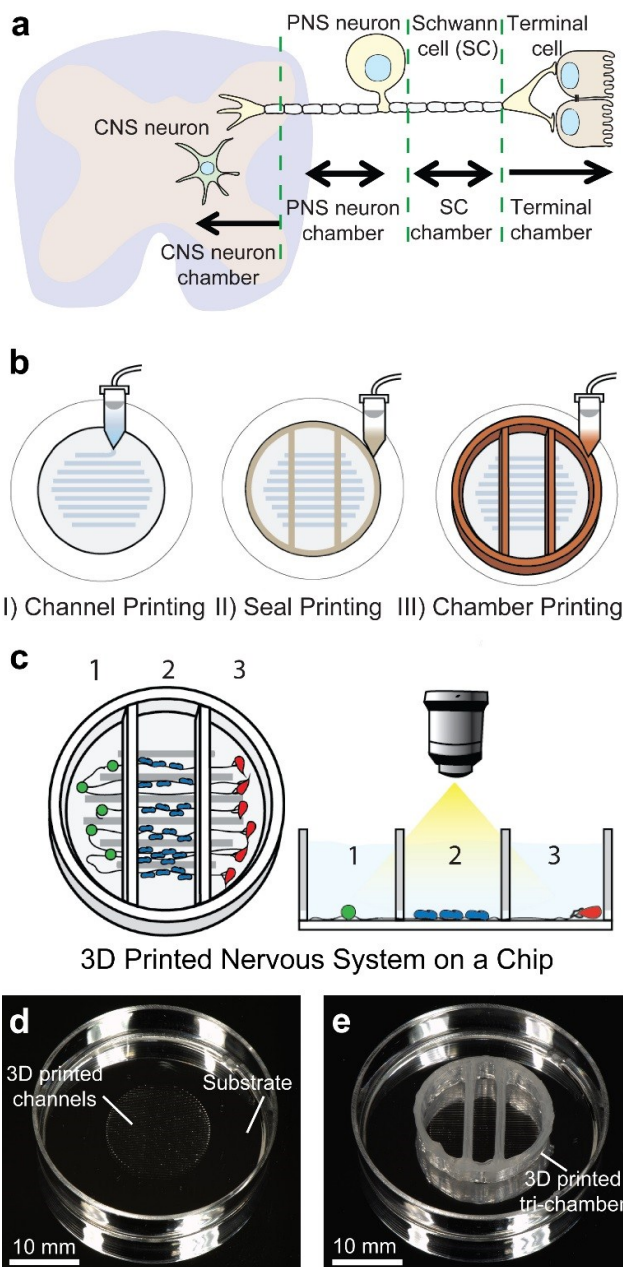 a
PNS neuron
Schwann
cell (SC)
Terminal
cell
CNS neuron
CNS neuron
chamber
PNS neuron
chamber
SC
chamber
Terminal
chamber
b
I) Channel Printing II) Seal Printing III) Chamber Printing
c
1 2 3
1 2 3
3D Printed Nervous System on a Chip
d
3D printed
channels
Substrate
10 mm
e
3D printed
tri-chamber
10 mm